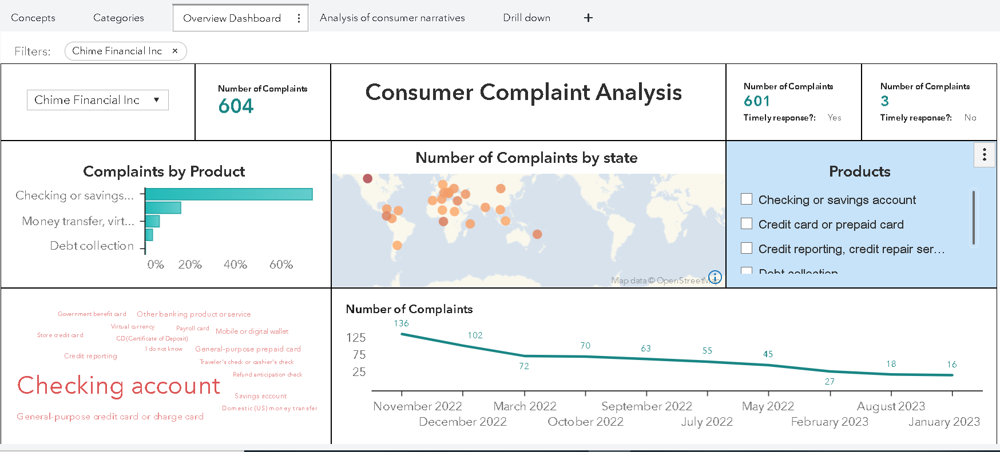 Concepts
Categories
Overview Dashboard
Analysis of consumer narratives
Drill down
Filters:
Chime Financial Inc
Chime Financial Inc
Number of Complaints
604
Consumer Complaint Analysis
Number of Complaints
601
Timely response?: Yes
Number of Complaints
3
Timely response?: No
Complaints by Product
Checking or savings...
Money transfer, virt...
Debt collection
0% 20% 40% 60%
Number of Complaints by state
Map data © OpenStreetMap
Products
Checking or savings account
Credit card or prepaid card
Credit reporting, credit repair ser...
Debt collection
Government benefit card
Other banking product or service
Virtual currency
Payroll card
Mobile or digital wallet
Store credit card
CD (Certificate of Deposit)
I do not know
General-purpose prepaid card
Credit reporting
Traveler's check or cashier's check
Refund anticipation check
Checking account
Savings account
Domestic (US) money transfer
General-purpose credit card or charge card
Number of Complaints
125
75
25
136
102
72
70
63
55
45
27
18
16
November 2022
December 2022
March 2022
October 2022
September 2022
July 2022
May 2022
February 2023
August 2023
January 2023